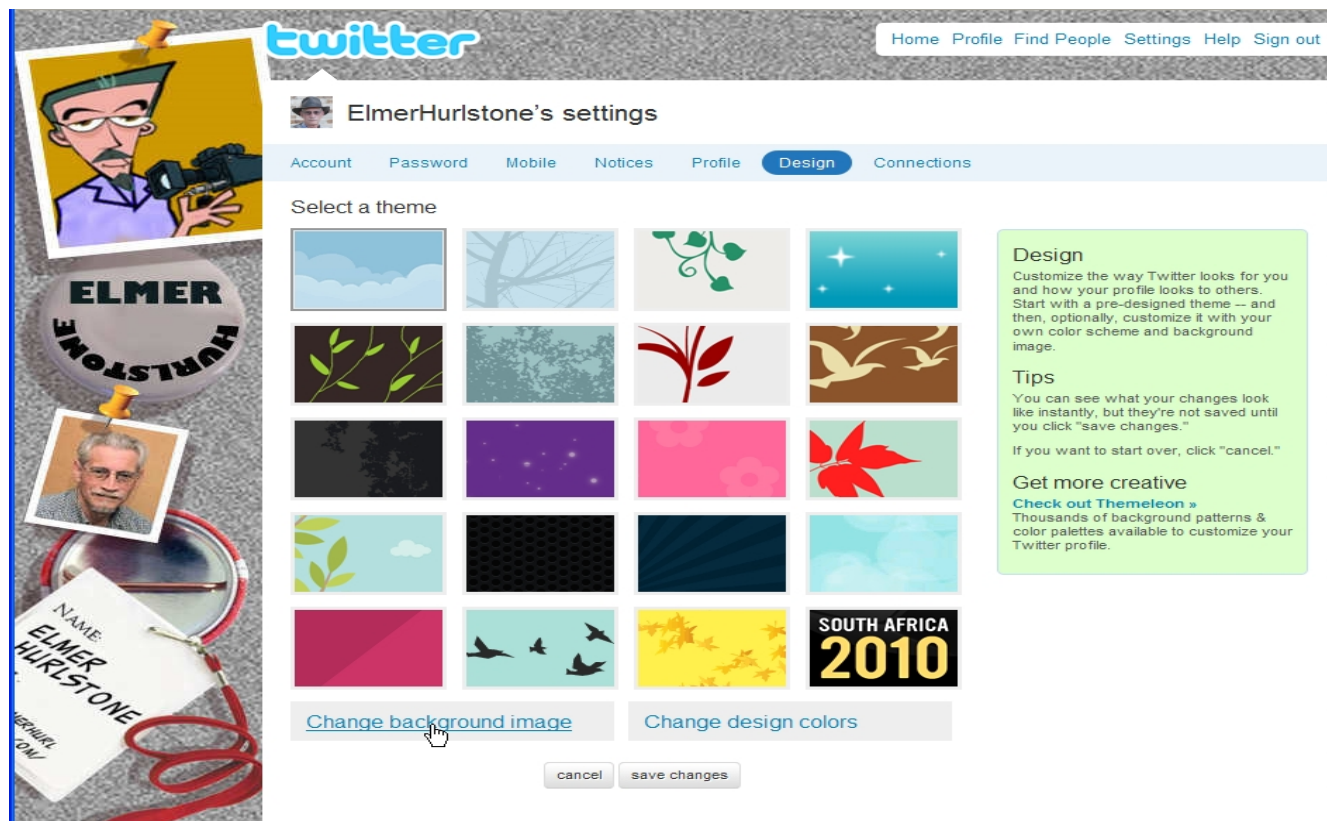 twitter
Home Profile Find People Settings Help Sign out
ElmerHurlstone's settings
Account Password Mobile Notices Profile Design Connections
Select a theme
SOUTH AFRICA
2010
Change background image Change design colors
cancel save changes
Design
Customize the way Twitter looks for you
and how your profile looks to others.
Start with a pre-designed theme -- and
then, optionally, customize it with your
own color scheme and background
image.
Tips
You can see what your changes look
like instantly, but they're not saved until
you click "save changes."
If you want to start over, click "cancel."
Get more creative
Check out Themeleon »
Thousands of background patterns &
color palettes available to customize your
Twitter profile.
ELMER
HURLSTONE
NAME:
ELMER
HURLSTONE